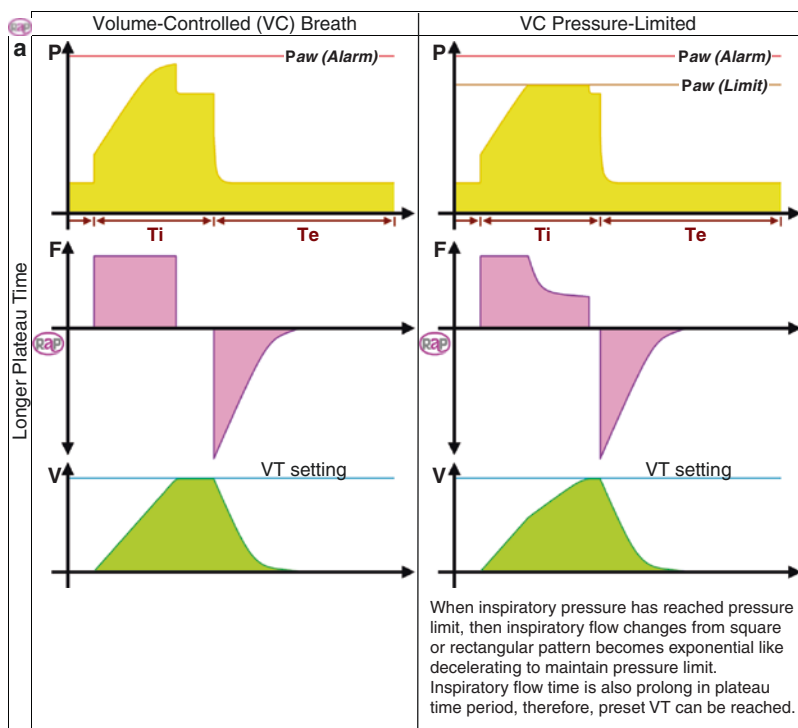 RAP
Volume-Controlled (VC) Breath
VC Pressure-Limited
a
Longer Plateau Time
P
Paw (Alarm)
Ti
Te
F
RAP
V
VT setting
P
Paw (Alarm)
Paw (Limit)
Ti
Te
F
RAP
V
VT setting
When inspiratory pressure has reached pressure
limit, then inspiratory flow changes from square
or rectangular pattern becomes exponential like
decelerating to maintain pressure limit.
Inspiratory flow time is also prolong in plateau
time period, therefore, preset VT can be reached.